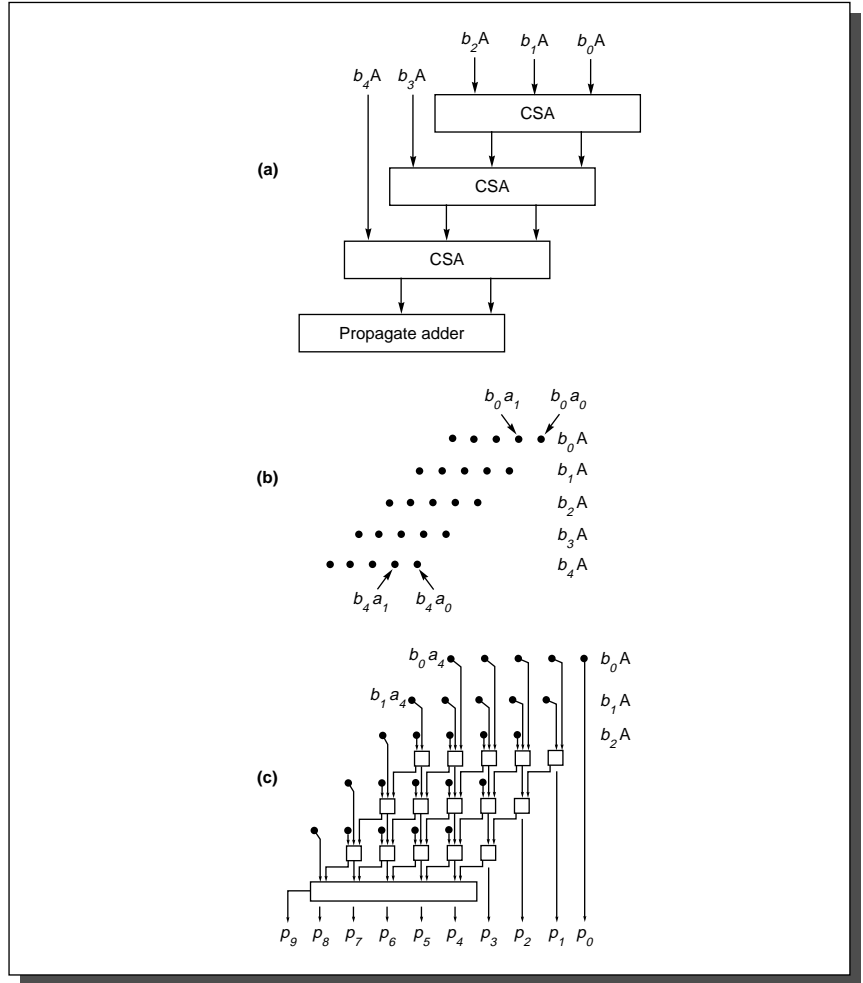 b₂A b₁A b₀A
b₄A b₃A
CSA
(a)
CSA
CSA
Propagate adder
b₀a₁ b₀a₀
b₀A
b₁A
(b)
b₂A
b₃A
b₄A
b₄a₁ b₄a₀
b₀a₄ b₀A
b₁a₄ b₁A
b₂A
(c)
p₉ p₈ p₇ p₆ p₅ p₄ p₃ p₂ p₁ p₀